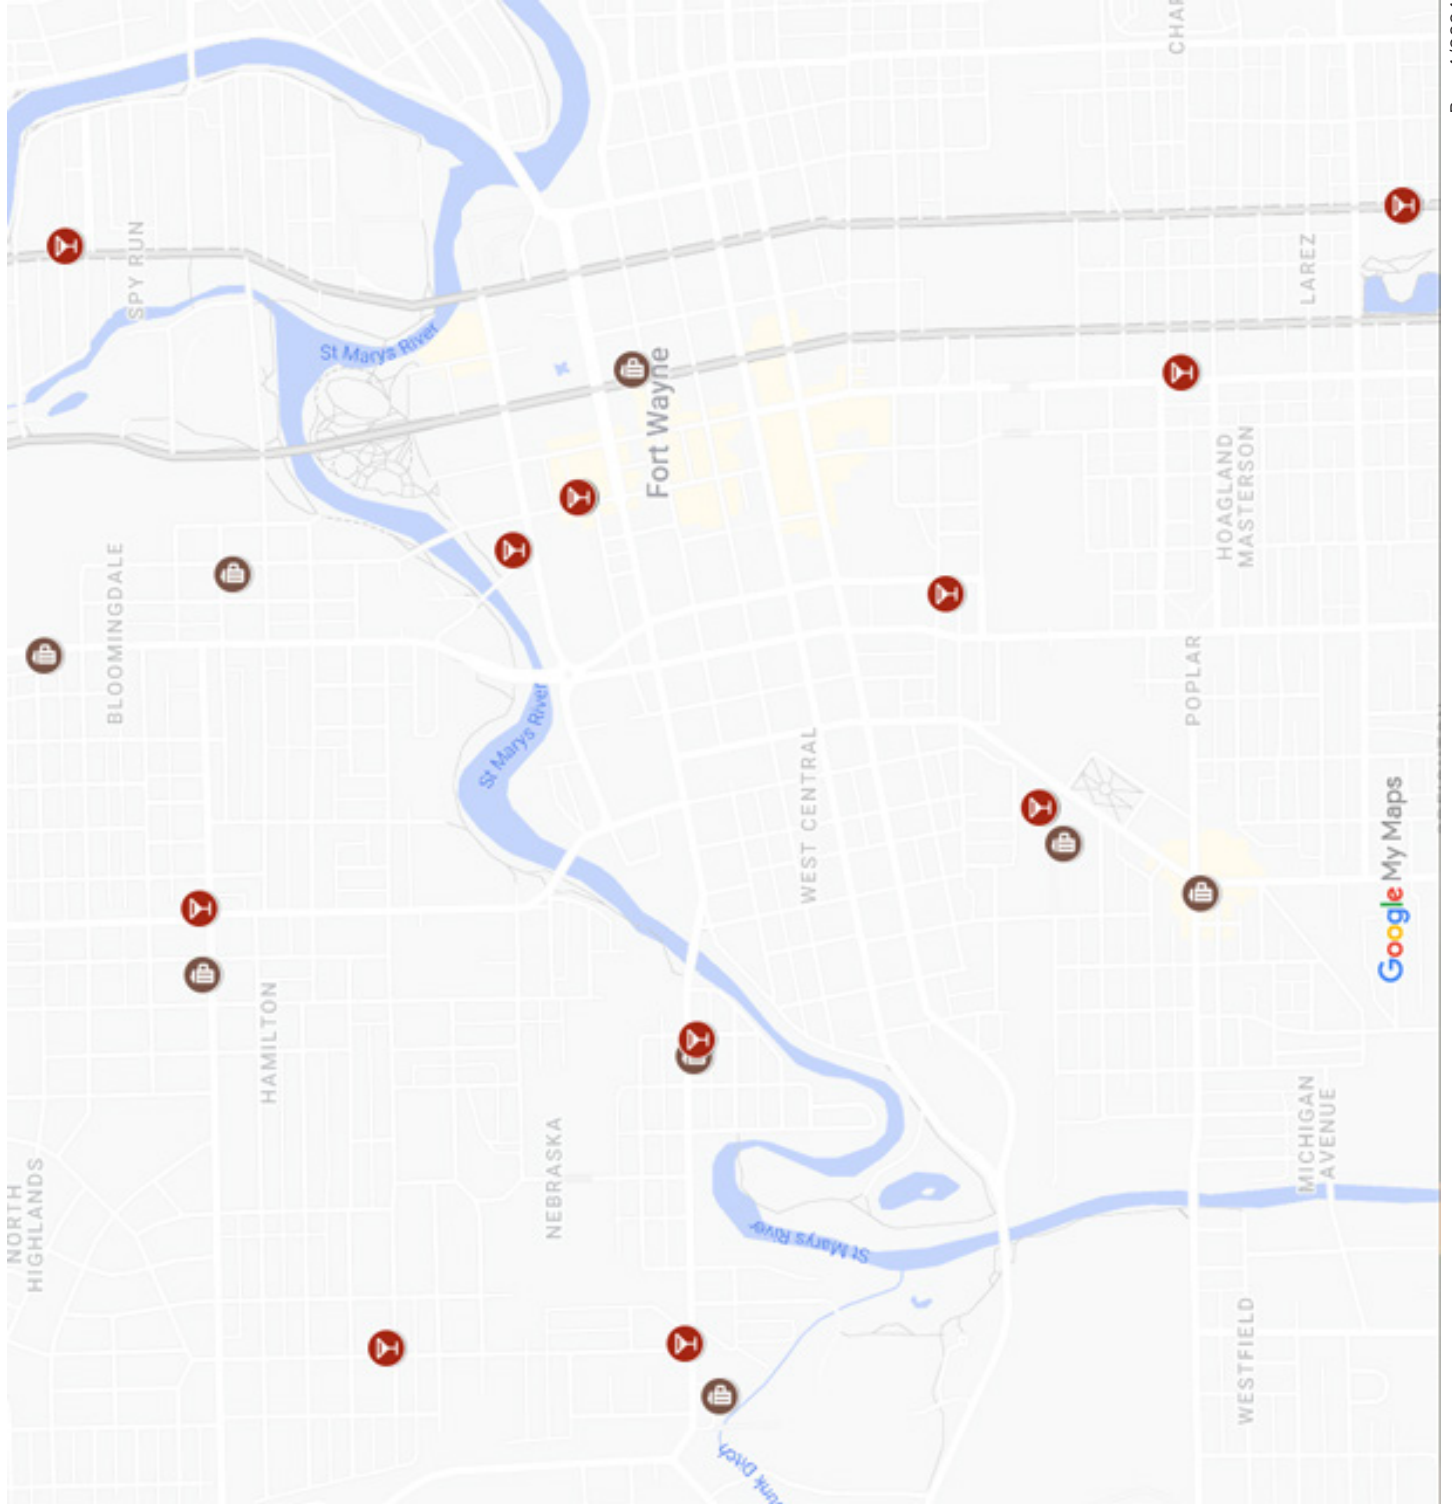 NORTH
HIGHLANDS
BLOOMINGDALE
SPY RUN
HAMILTON
St Marys River
St Marys River
NEBRASKA
Fort Wayne
St Marys River
WEST CENTRAL
POPLAR
HOAGLAND
MASTERSON
WESTFIELD
MICHIGAN
AVENUE
LAREZ
Google My Maps